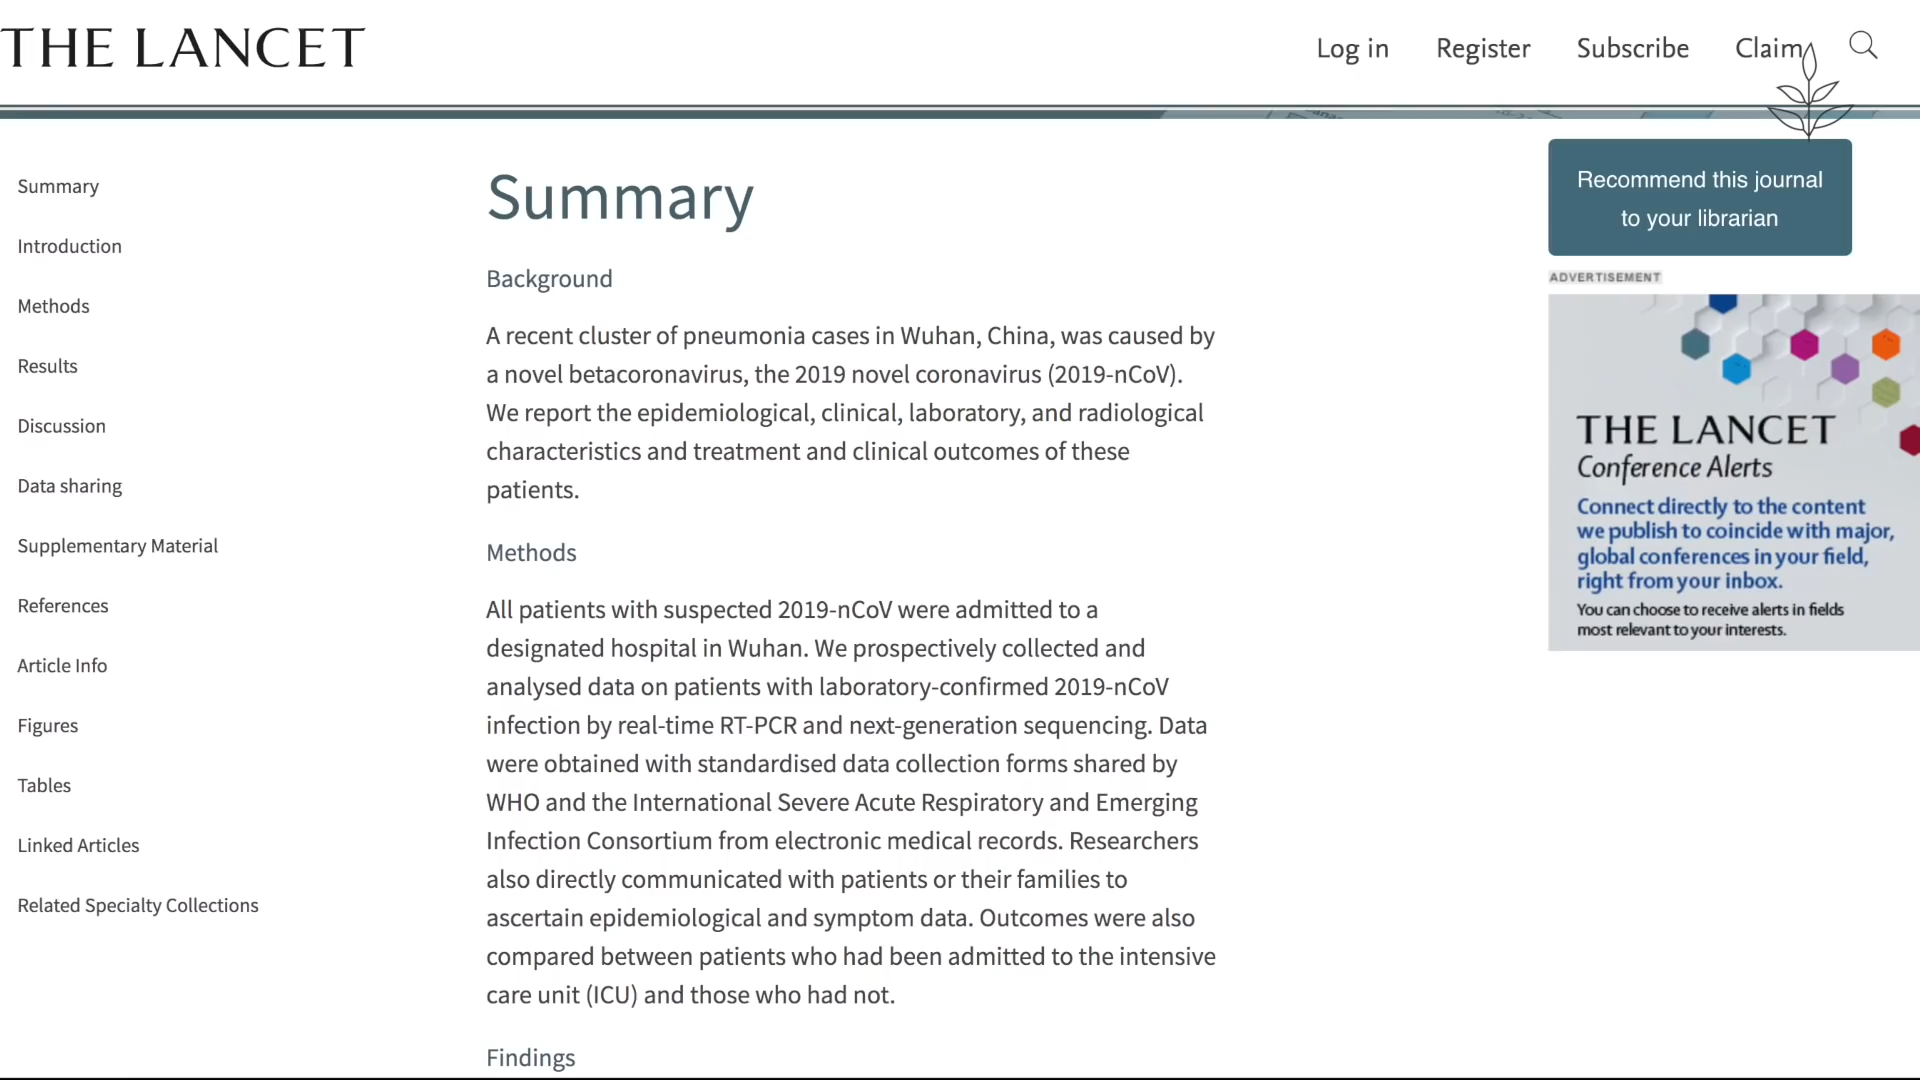 THE LANCET
Log in
Register
Subscribe
Claim
Summary
Introduction
Methods
Results
Discussion
Data sharing
Supplementary Material
References
Article Info
Figures
Tables
Linked Articles
Related Specialty Collections
Summary
Background
A recent cluster of pneumonia cases in Wuhan, China, was caused by
a novel betacoronavirus, the 2019 novel coronavirus (2019-nCoV).
We report the epidemiological, clinical, laboratory, and radiological
characteristics and treatment and clinical outcomes of these
patients.
Methods
All patients with suspected 2019-nCoV were admitted to a
designated hospital in Wuhan. We prospectively collected and
analysed data on patients with laboratory-confirmed 2019-nCoV
infection by real-time RT-PCR and next-generation sequencing. Data
were obtained with standardised data collection forms shared by
WHO and the International Severe Acute Respiratory and Emerging
Infection Consortium from electronic medical records. Researchers
also directly communicated with patients or their families to
ascertain epidemiological and symptom data. Outcomes were also
compared between patients who had been admitted to the intensive
care unit (ICU) and those who had not.
Findings
Recommend this journal
to your librarian
ADVERTISEMENT
THE LANCET
Conference Alerts
Connect directly to the content
we publish to coincide with major,
global conferences in your field,
right from your inbox.
You can choose to receive alerts in fields
most relevant to your interests.